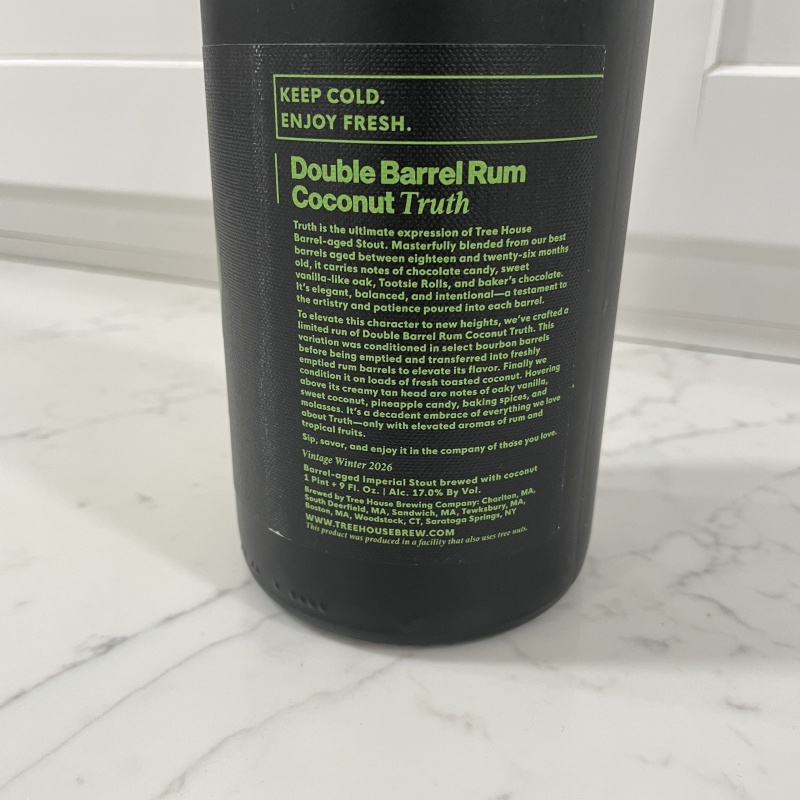 KEEP COLD.
ENJOY FRESH.
Double Barrel Rum
Coconut Truth
Truth is the ultimate expression of Tree House
Barrel-aged Stout. Masterfully blended from our best
barrels aged between eighteen and twenty-six months
old, it carries notes of chocolate candy, sweet
vanilla-like oak, Tootsie Rolls, and baker's chocolate.
It's elegant, balanced, and intentional—a testament to
the artistry and patience poured into each barrel.
To elevate this character to new heights, we've crafted a
limited run of Double Barrel Rum Coconut Truth. This
variation was conditioned in select bourbon barrels
before being emptied and transferred into freshly
emptied rum barrels to elevate its flavor. Finally we
condition it on loads of fresh toasted coconut. Hovering
above its creamy tan head are notes of oaky vanilla,
sweet coconut, pineapple candy, baking spices, and
molasses. It's a decadent embrace of everything we love
about Truth—only with elevated aromas of rum and
tropical fruits.
Sip, savor, and enjoy it in the company of those you love.
Vintage Winter 2026
Barrel-aged Imperial Stout brewed with coconut
1 Pint + 9 Fl. Oz. | Alc. 17.0% By Vol.
Brewed by Tree House Brewing Company: Charlton, MA,
South Deerfield, MA, Sandwich, MA, Tewksbury, MA,
Boston, MA, Woodstock, CT, Saratoga Springs, NY
WWW.TREEHOUSEBREW.COM
This product was produced in a facility that also uses tree nuts.